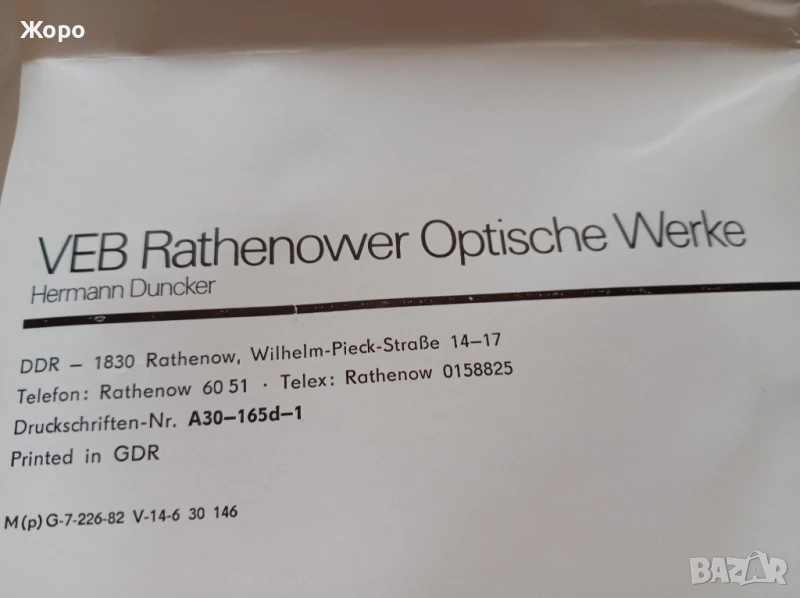 Жоро
VEB Rathenower Optische Werke
Hermann Duncker
DDR – 1830 Rathenow, Wilhelm-Pieck-Straße 14–17
Telefon: Rathenow 60 51 · Telex: Rathenow 0158825
Druckschriften-Nr. A30–165d–1
Printed in GDR
M (p) G-7-226-82 V-14-6 30 146
BAZAR